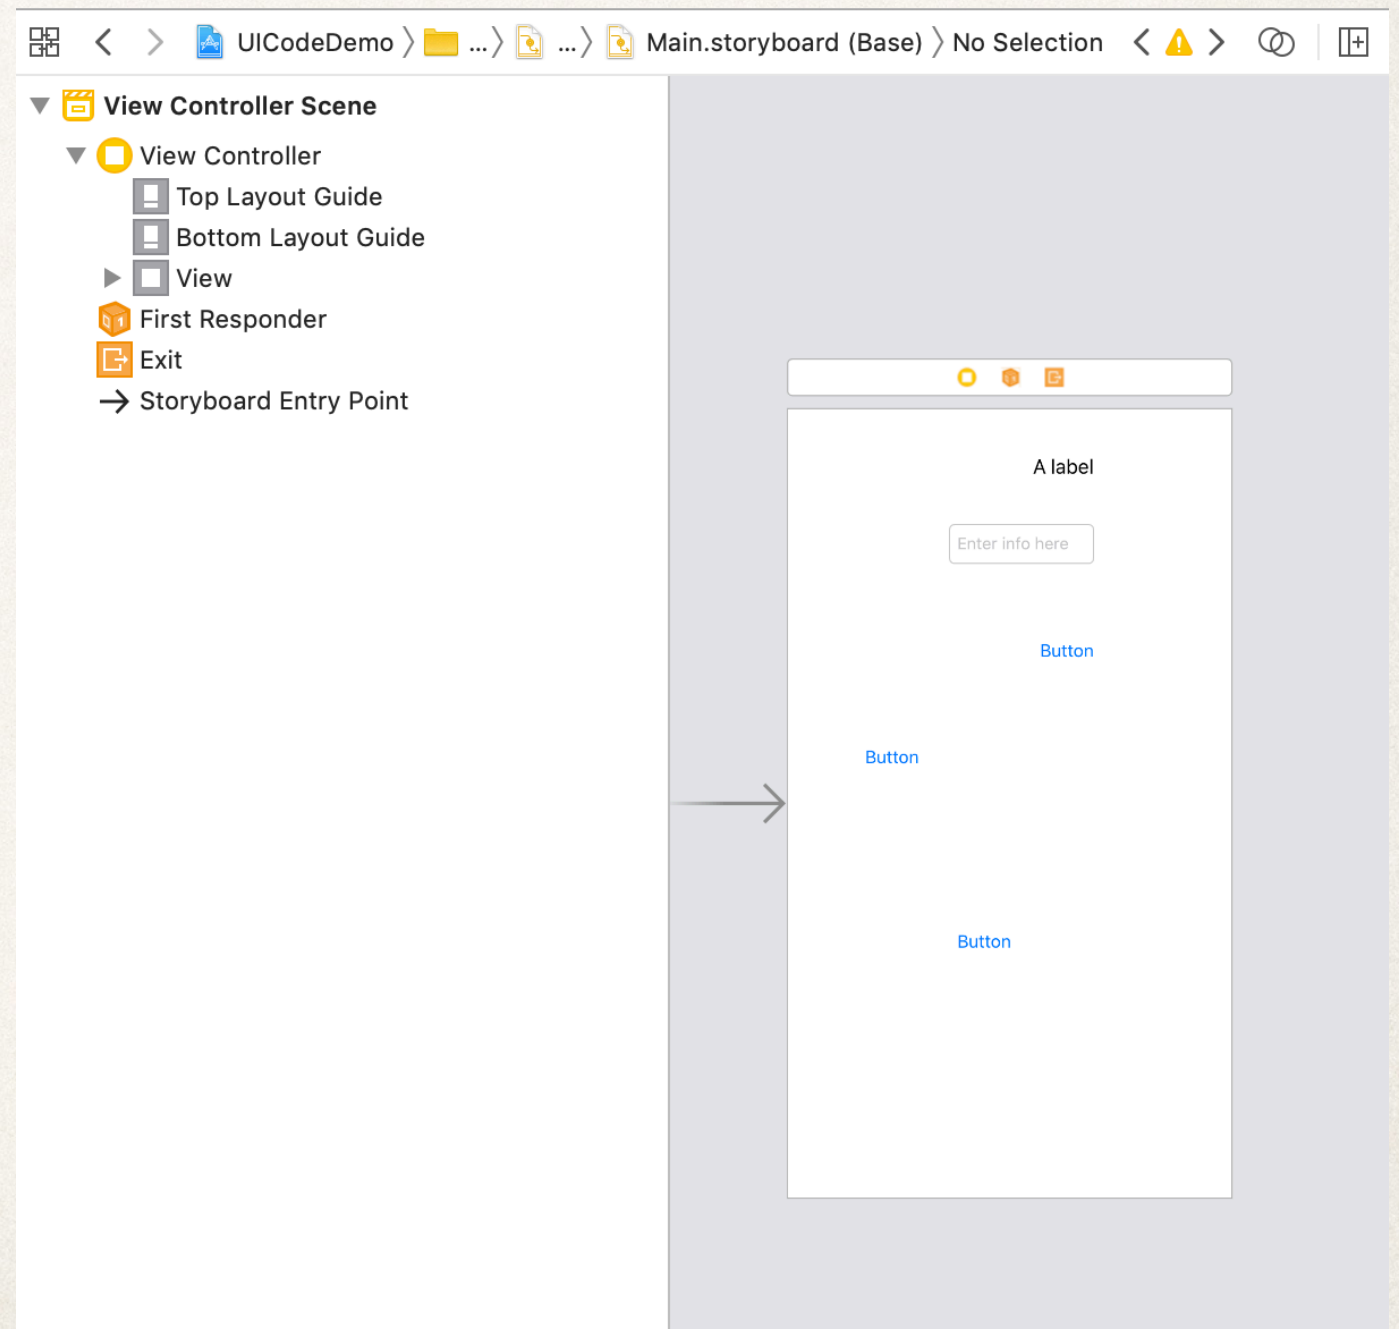 UICodeDemo 〉 ... 〉 ... 〉 Main.storyboard (Base) 〉 No Selection
View Controller Scene
View Controller
Top Layout Guide
Bottom Layout Guide
View
First Responder
Exit
Storyboard Entry Point
A label
Enter info here
Button
Button
Button